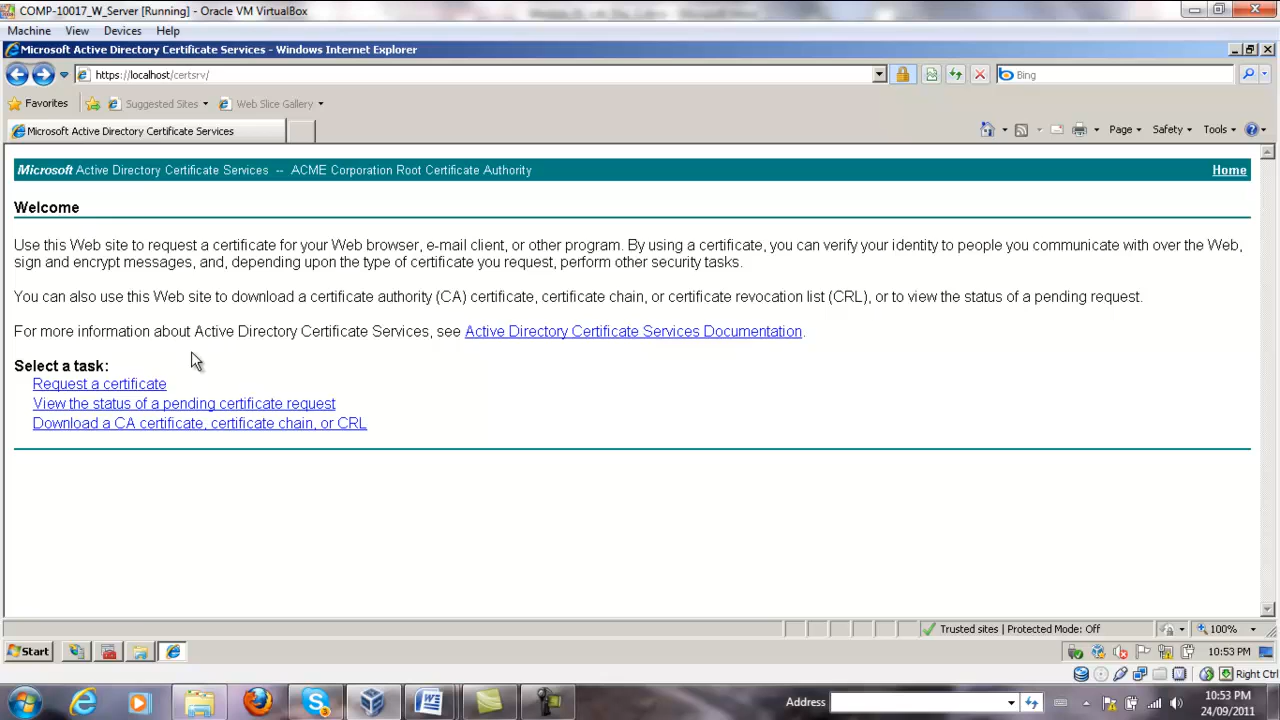 COMP-10017_W_Server [Running] - Oracle VM VirtualBox
Machine View Devices Help
Microsoft Active Directory Certificate Services - Windows Internet Explorer
https://localhost/certsrv/
Bing
Favorites Suggested Sites Web Slice Gallery
Microsoft Active Directory Certificate Services
Page Safety Tools
Microsoft Active Directory Certificate Services -- ACME Corporation Root Certificate Authority Home
Welcome
Use this Web site to request a certificate for your Web browser, e-mail client, or other program. By using a certificate, you can verify your identity to people you communicate with over the Web,
sign and encrypt messages, and, depending upon the type of certificate you request, perform other security tasks.
You can also use this Web site to download a certificate authority (CA) certificate, certificate chain, or certificate revocation list (CRL), or to view the status of a pending request.
For more information about Active Directory Certificate Services, see Active Directory Certificate Services Documentation.
Select a task:
Request a certificate
View the status of a pending certificate request
Download a CA certificate, certificate chain, or CRL
Trusted sites | Protected Mode: Off 100%
Start 10:53 PM
Right Ctrl
Address 10:53 PM
24/09/2011